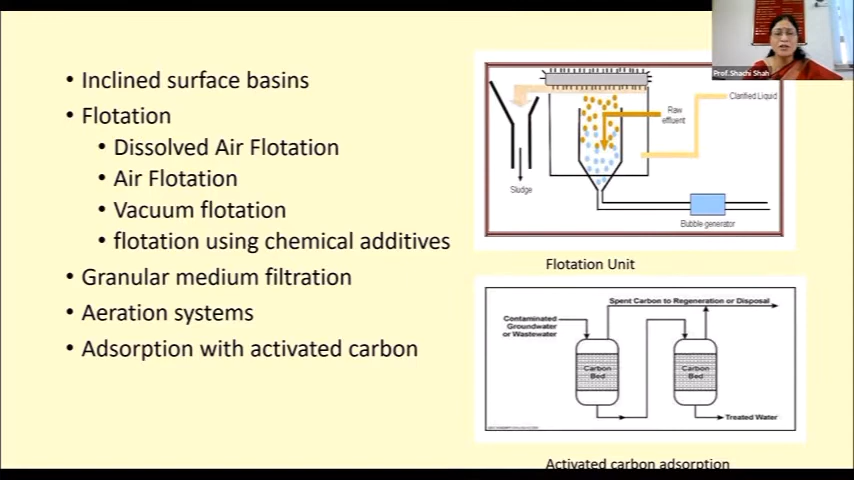 Prof.Shachi Shah
• Inclined surface basins
• Flotation
• Dissolved Air Flotation
• Air Flotation
• Vacuum flotation
• flotation using chemical additives
• Granular medium filtration
• Aeration systems
• Adsorption with activated carbon
Raw
effluent
Clarified Liquid
Sludge
Bubble generator
Flotation Unit
Spent Carbon to Regeneration or Disposal
Contaminated
Groundwater
or Wastewater
Carbon
Bed
Carbon
Bed
Treated Water
Activated carbon adsorption